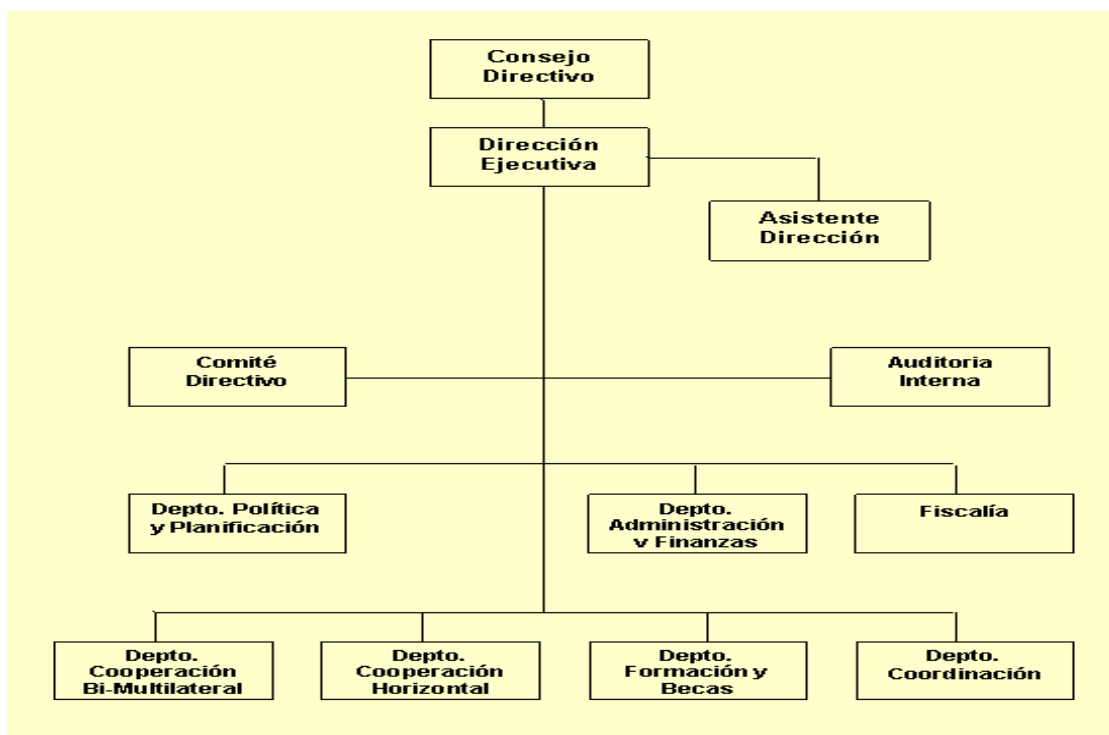 Consejo
Directivo
Dirección
Ejecutiva
Asistente
Dirección
Comité
Directivo
Auditoria
Interna
Depto. Política
y Planificación
Depto.
Administración
y Finanzas
Fiscalía
Depto.
Cooperación
Bi-Multilateral
Depto.
Cooperación
Horizontal
Depto.
Formación y
Becas
Depto.
Coordinación